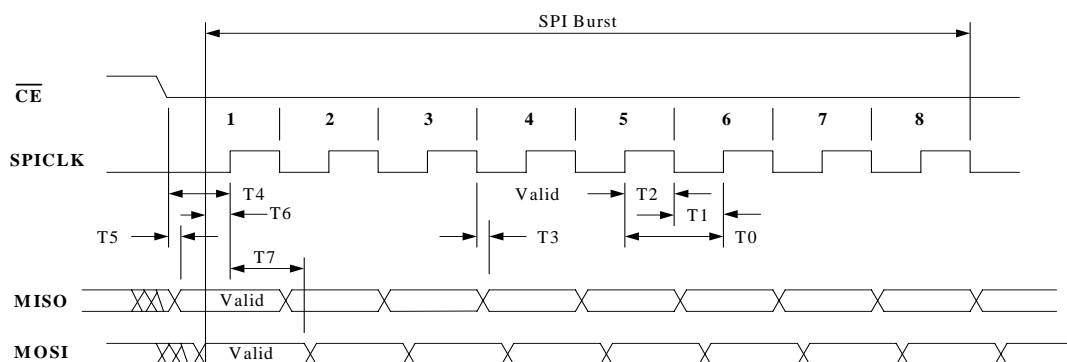 SPI Burst
CE
1 2 3 4 5 6 7 8
SPICLK
T4 Valid T2
T6 T1
T5 T3 T0
T7
MISO Valid
MOSI Valid